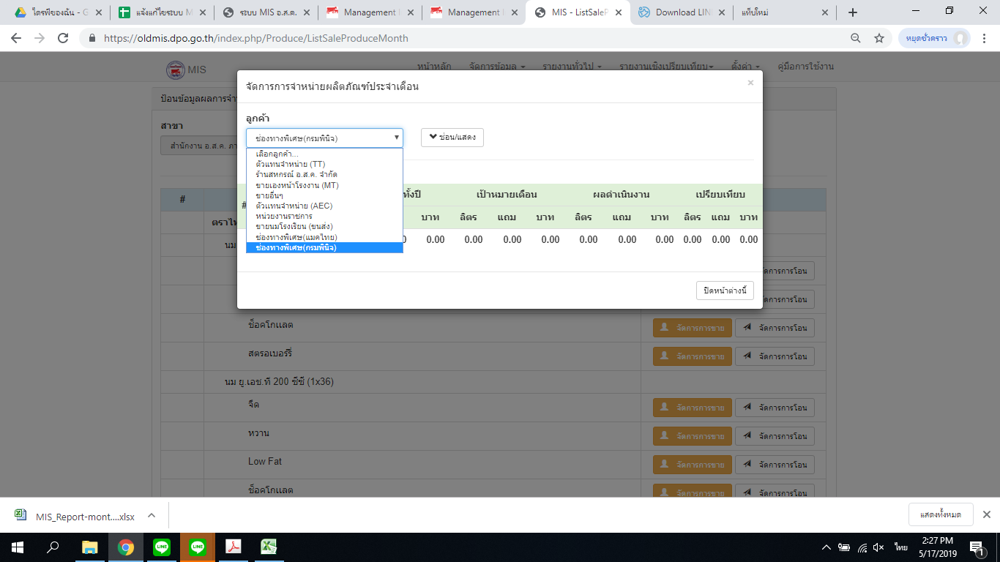 ไดรฟ์ของฉัน - G
แจ้งแก้ไขระบบ M
ระบบ MIS อ.ส.ค.
Management
Management
MIS - ListSaleP
Download LIN
แท็บใหม่
https://oldmis.dpo.go.th/index.php/Produce/ListSaleProduceMonth
หยุดชั่วคราว
MIS
หน้าหลัก
จัดการข้อมูล
รายงานทั่วไป
รายงานเชิงเปรียบเทียบ
ตั้งค่า
คู่มือการใช้งาน
จัดการการจำหน่ายผลิตภัณฑ์ประจำเดือน
×
ป้อนข้อมูลผลการจำ
ลูกค้า
สาขา
ช่องทางพิเศษ(กรมพินิจ)
ซ่อน/แสดง
สำนักงาน อ.ส.ค. ภา
เลือกลูกค้า...
ตัวแทนจำหน่าย (TT)
ร้านสหกรณ์ อ.ส.ค. จำกัด
ขายเองหน้าโรงงาน (MT)
ขายอื่นๆ
ตัวแทนจำหน่าย (AEC)
หน่วยงานราชการ
ขายนมโรงเรียน (ขนส่ง)
ช่องทางพิเศษ(แมคไทย)
ช่องทางพิเศษ(กรมพินิจ)
# # ทั้งปี เป้าหมายเดือน ผลดำเนินงาน เปรียบเทียบ
บาท ลิตร แถม บาท ลิตร แถม บาท ลิตร แถม บาท
0 0.00 0.00 0.00 0.00 0.00 0.00 0.00 0.00 0.00 0.00
ตราไท
นม
จัดการการโอน
ปิดหน้าต่างนี้
จัดการการโอน
ช็อคโกแลต จัดการการขาย จัดการการโอน
สตรอเบอร์รี่ จัดการการขาย จัดการการโอน
นม ยู.เอช.ที 200 ซีซี (1x36)
จืด จัดการการขาย จัดการการโอน
หวาน จัดการการขาย จัดการการโอน
Low Fat จัดการการขาย จัดการการโอน
ช็อคโกแลต จัดการการขาย จัดการการโอน
MIS_Report-mont....xlsx
แสดงทั้งหมด
LINE
LINE
ไทย
2:27 PM
5/17/2019
1